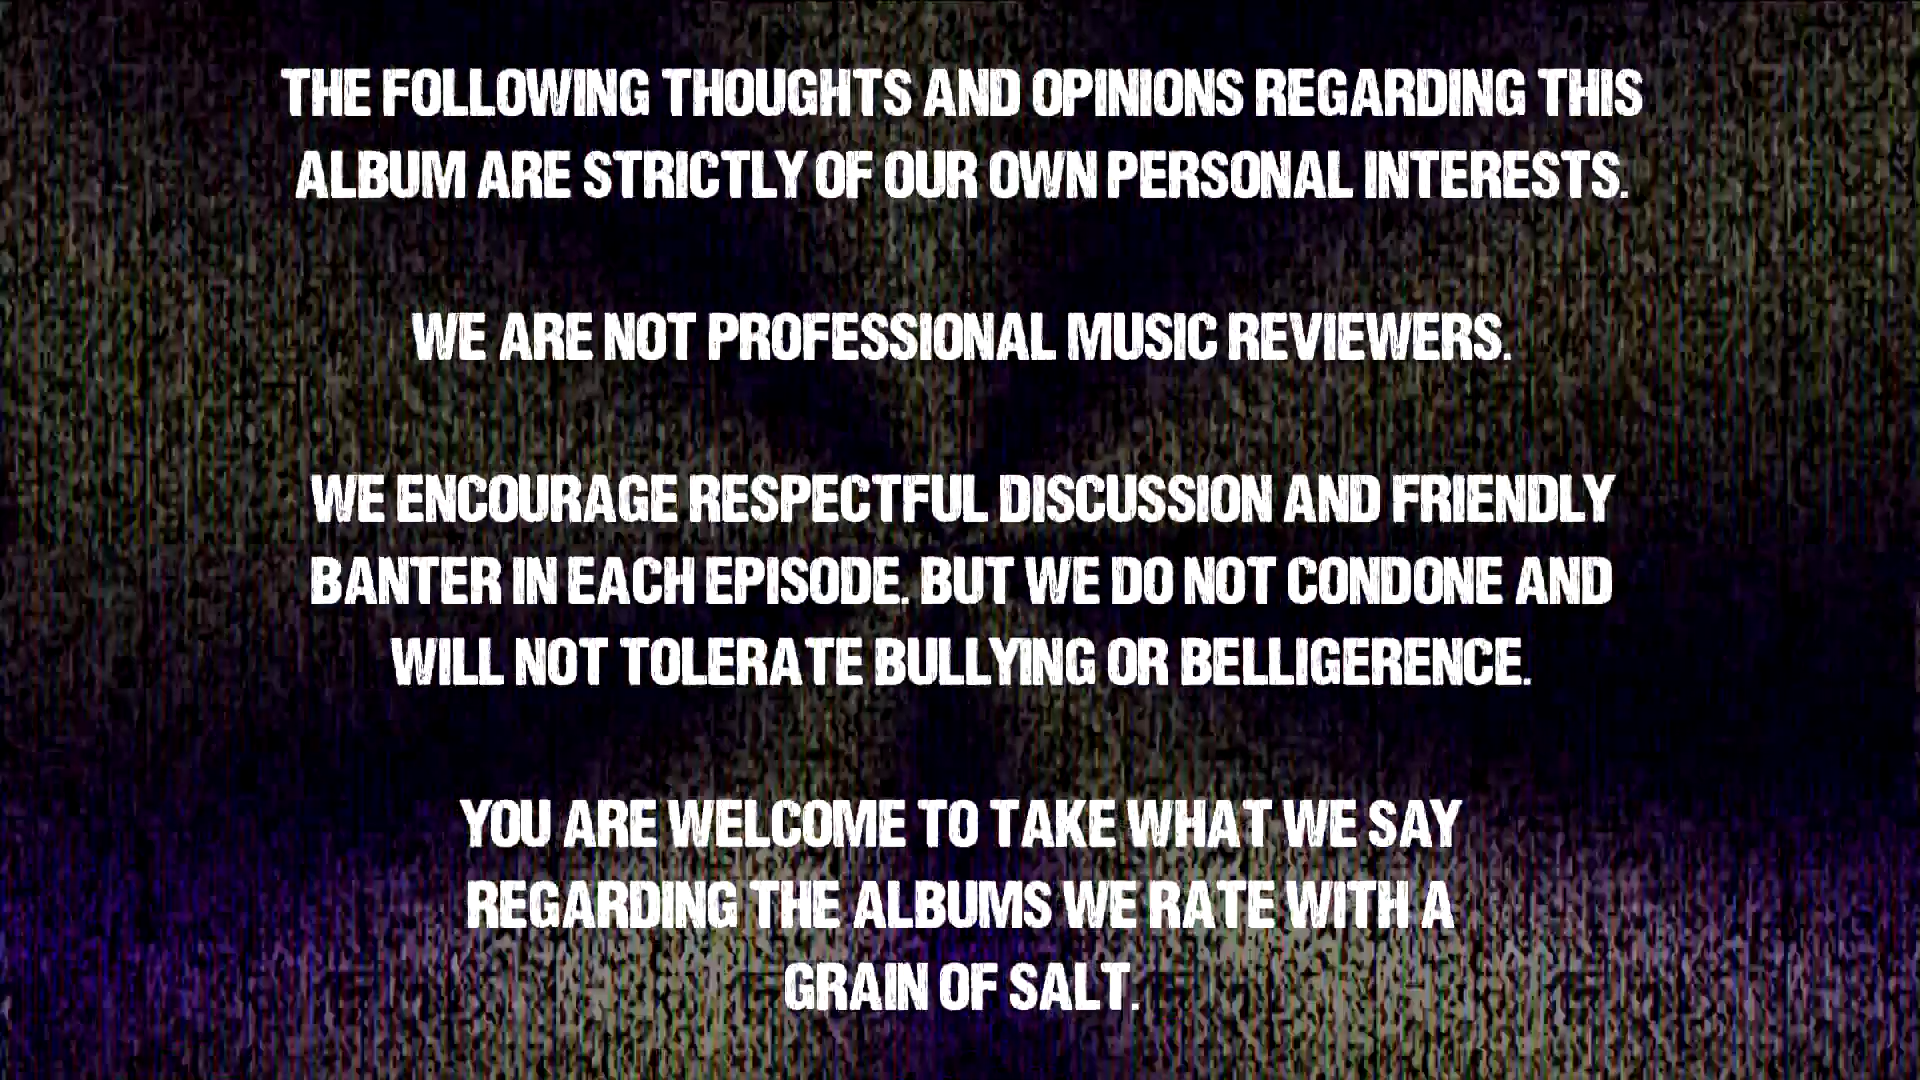 THE FOLLOWING THOUGHTS AND OPINIONS REGARDING THIS
ALBUM ARE STRICTLY OF OUR OWN PERSONAL INTERESTS.
WE ARE NOT PROFESSIONAL MUSIC REVIEWERS.
WE ENCOURAGE RESPECTFUL DISCUSSION AND FRIENDLY
BANTER IN EACH EPISODE. BUT WE DO NOT CONDONE AND
WILL NOT TOLERATE BULLYING OR BELLIGERENCE.
YOU ARE WELCOME TO TAKE WHAT WE SAY
REGARDING THE ALBUMS WE RATE WITH A
GRAIN OF SALT.